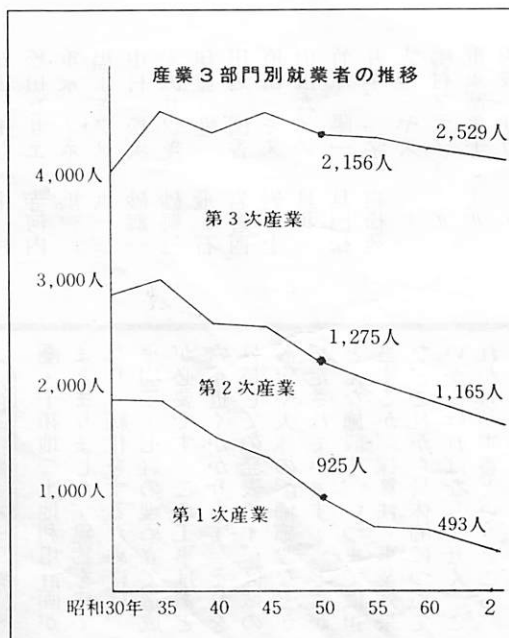 産業3部門別就業者の推移
4,000人
2,529人
2,156人
第3次産業
3,000人
1,275人
2,000人
第2次産業
1,165人
925人
1,000人
第1次産業
493人
昭和30年 35 40 45 50 55 60 2